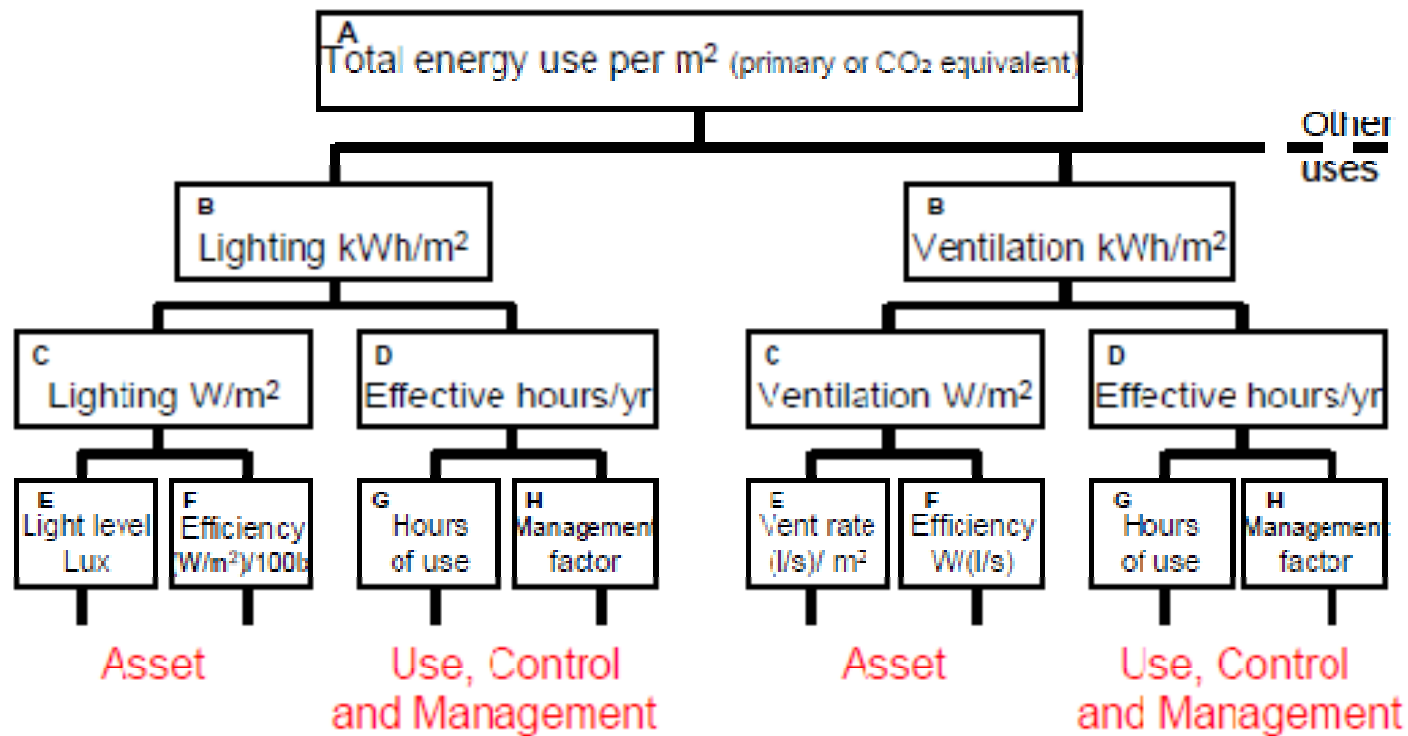 A
Total energy use per m² (primary or CO₂ equivalent)
Other
uses
B
Lighting kWh/m²
B
Ventilation kWh/m²
C
Lighting W/m²
D
Effective hours/yr
C
Ventilation W/m²
D
Effective hours/yr
E
Light level
Lux
F
Efficiency
(W/m²)/100lx
G
Hours
of use
H
Management
factor
E
Vent rate
(l/s)/ m²
F
Efficiency
W/(l/s)
G
Hours
of use
H
Management
factor
Asset
Use, Control
and Management
Asset
Use, Control
and Management